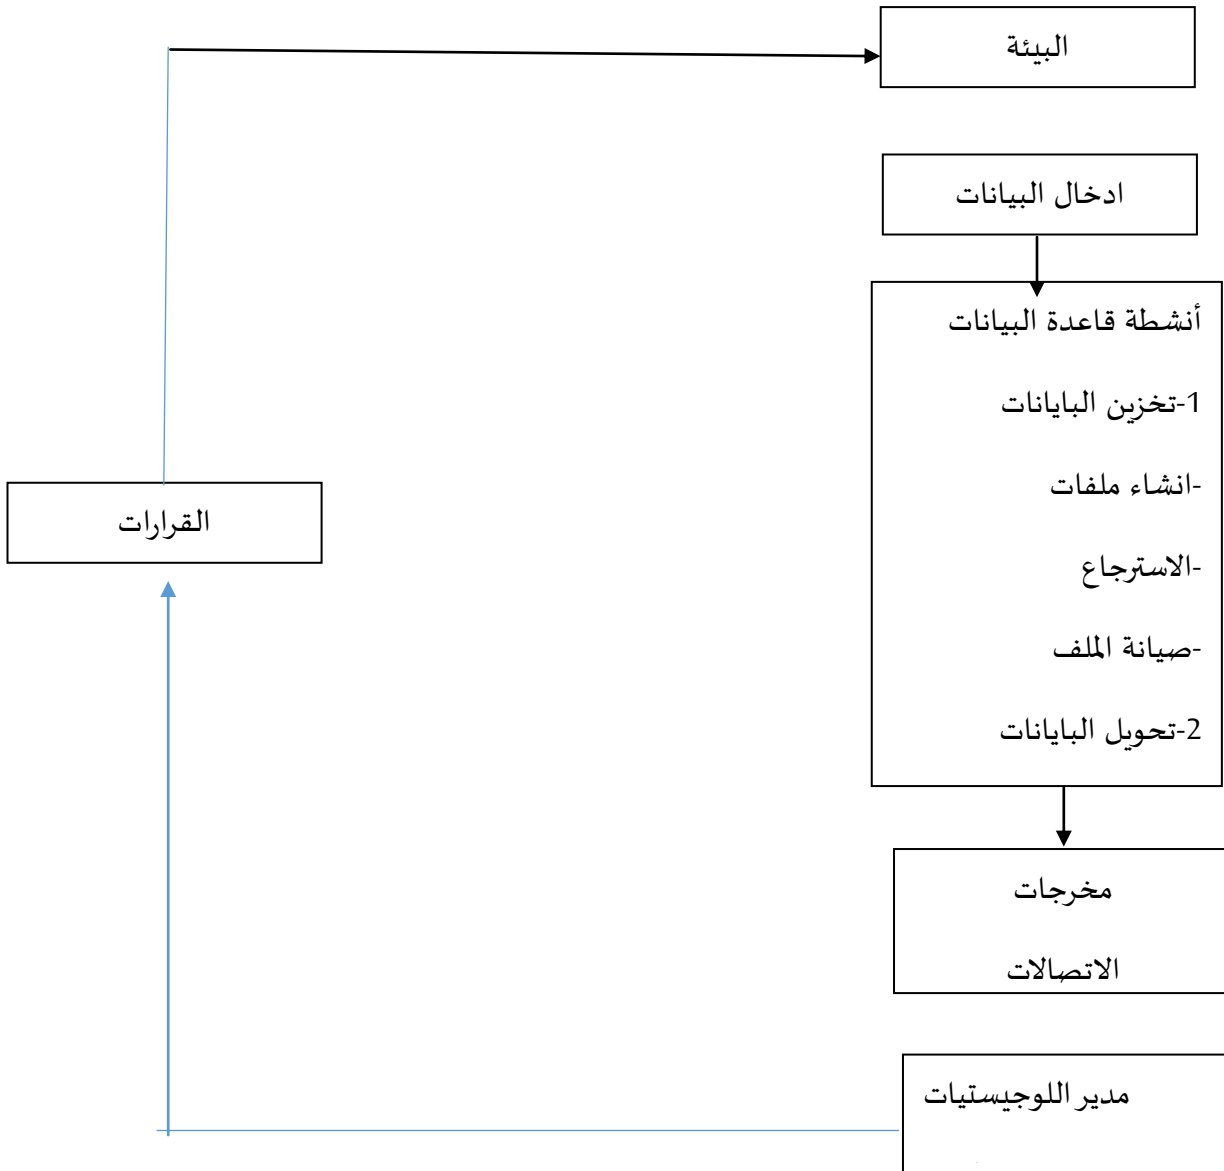 البيئة
ادخال البيانات
أنشطة قاعدة البيانات
1-تخزين البايانات
-انشاء ملفات
-الاسترجاع
-صيانة الملف
2-تحويل البايانات
القرارات
مخرجات
الاتصالات
مدير اللوجيستيات